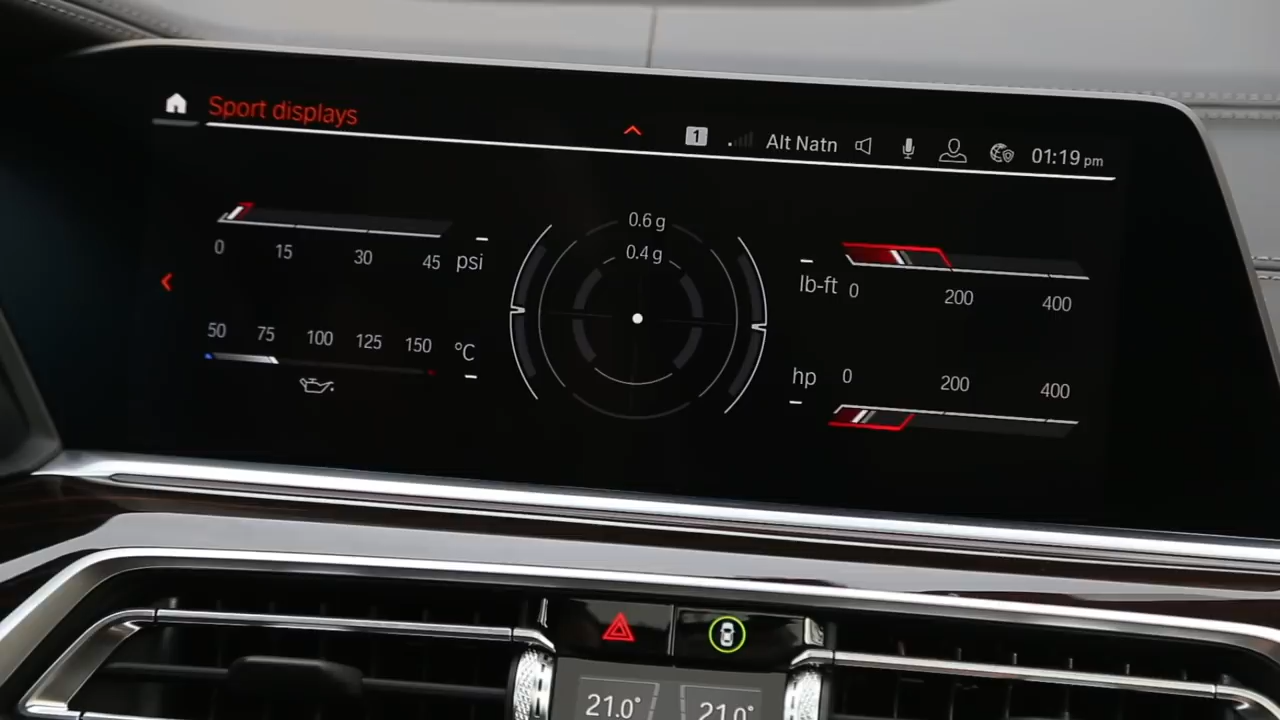 Sport displays
1 Alt Natn 01:19 pm
0 15 30 45 psi
50 75 100 125 150 °C
0.6 g
0.4 g
lb-ft 0 200 400
hp 0 200 400
21.0° 21.0°